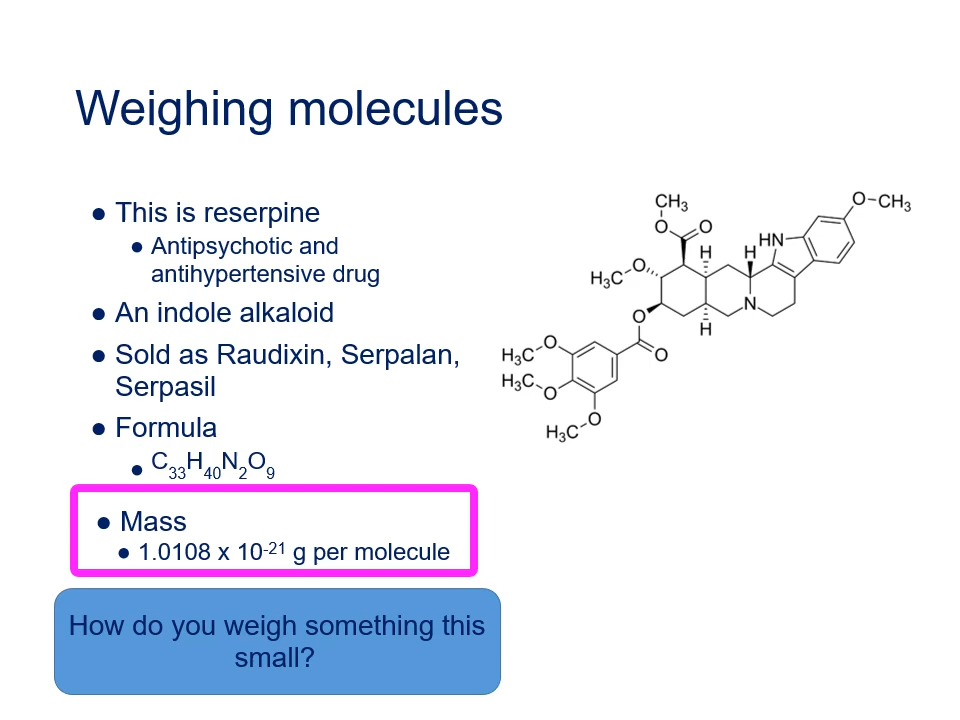 Weighing molecules
● This is reserpine
● Antipsychotic and
antihypertensive drug
● An indole alkaloid
● Sold as Raudixin, Serpalan,
Serpasil
● Formula
● C₃₃H₄₀N₂O₉
● Mass
● 1.0108 x 10⁻²¹ g per molecule
How do you weigh something this
small?
CH₃
O
O
H
H
HN
O-CH₃
H₃C
O
N
O
H
O
H₃C
O
H₃C
O
O
H₃C